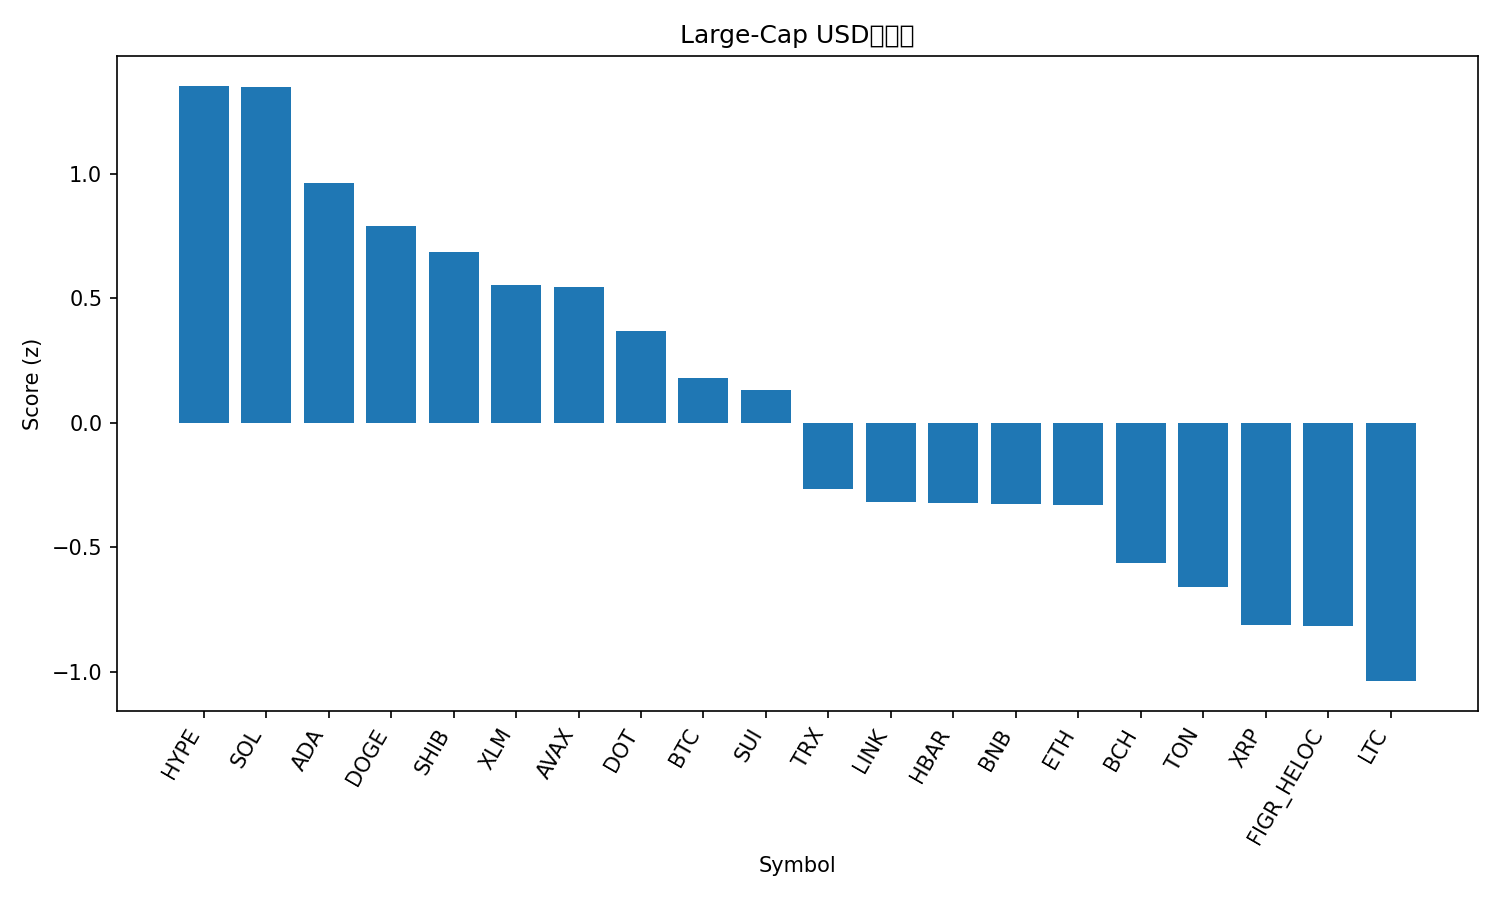 Large-Cap USD
Score (z)
1.0
0.5
0.0
−0.5
−1.0
HYPE
SOL
ADA
DOGE
SHIB
XLM
AVAX
DOT
BTC
SUI
TRX
LINK
HBAR
BNB
ETH
BCH
TON
XRP
FIGR_HELOC
LTC
Symbol